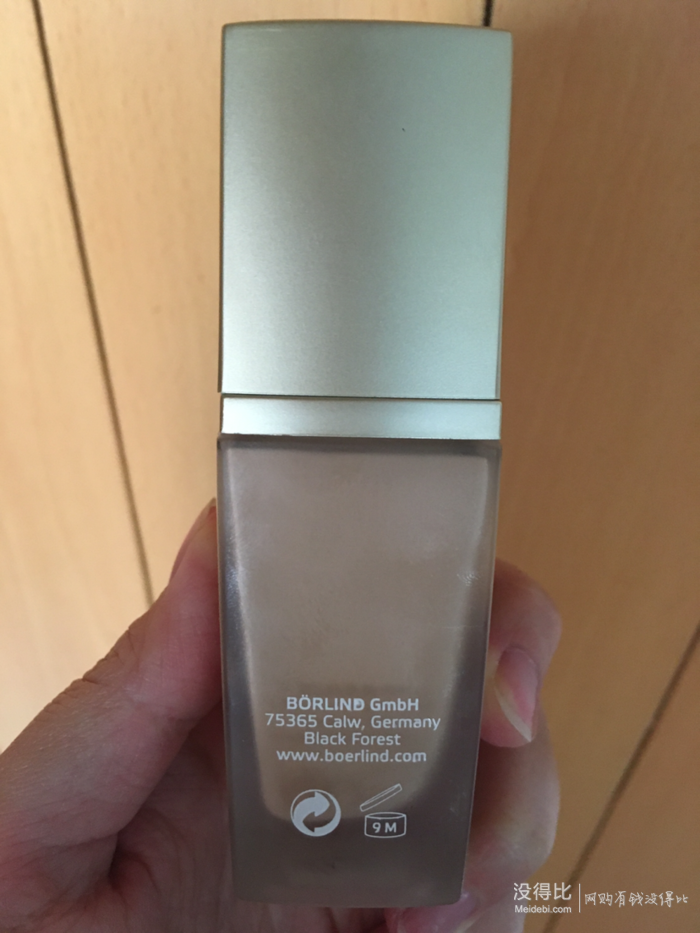 BÖRLIND GmbH
75365 Calw, Germany
Black Forest
www.boerlind.com
9 M
没得比
Meidebi.com
网购有钱没得比